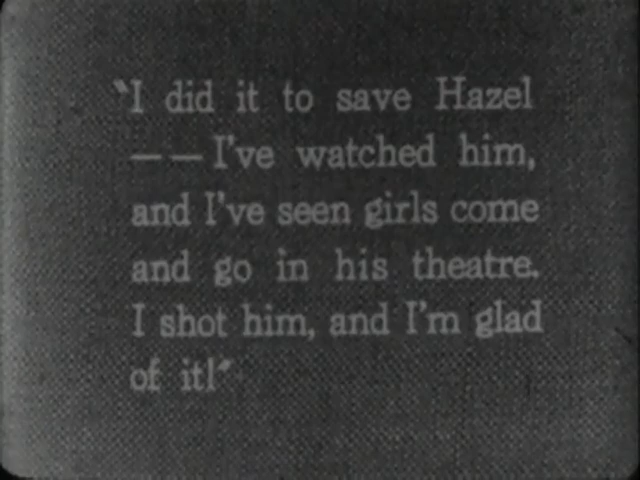 "I did it to save Hazel
— — I've watched him,
and I've seen girls come
and go in his theatre.
I shot him, and I'm glad
of it!"